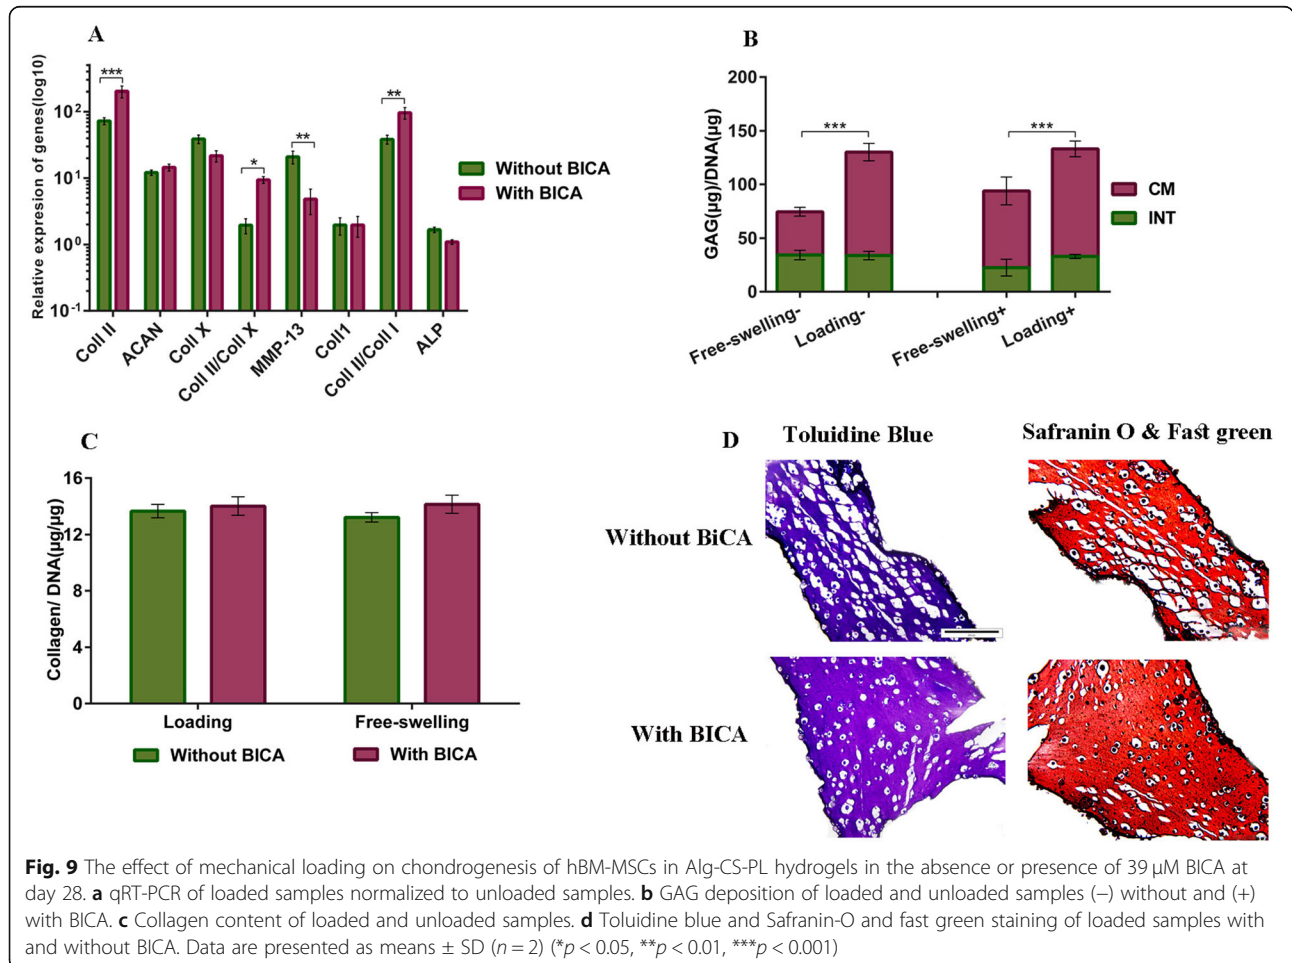 A
Relative expression of genes(log10)
10²
10¹
10⁰
10⁻¹
***
*
**
**
Coll II
ACAN
Coll X
Coll II/Coll X
MMP-13
Coll1
Coll II/Coll I
ALP
Without BICA
With BICA
B
GAG(µg)/DNA(µg)
200
150
100
50
0
***
***
Free-swelling-
Loading-
Free-swelling+
Loading+
CM
INT
C
Collagen/ DNA(µg/µg)
16
12
8
4
0
Loading
Free-swelling
Without BICA
With BICA
D
Toluidine Blue
Safranin O & Fast green
Without BiCA
With BICA
Fig. 9 The effect of mechanical loading on chondrogenesis of hBM-MSCs in Alg-CS-PL hydrogels in the absence or presence of 39 µM BICA at
day 28. a qRT-PCR of loaded samples normalized to unloaded samples. b GAG deposition of loaded and unloaded samples (−) without and (+)
with BICA. c Collagen content of loaded and unloaded samples. d Toluidine blue and Safranin-O and fast green staining of loaded samples with
and without BICA. Data are presented as means ± SD (n = 2) (*p < 0.05, **p < 0.01, ***p < 0.001)